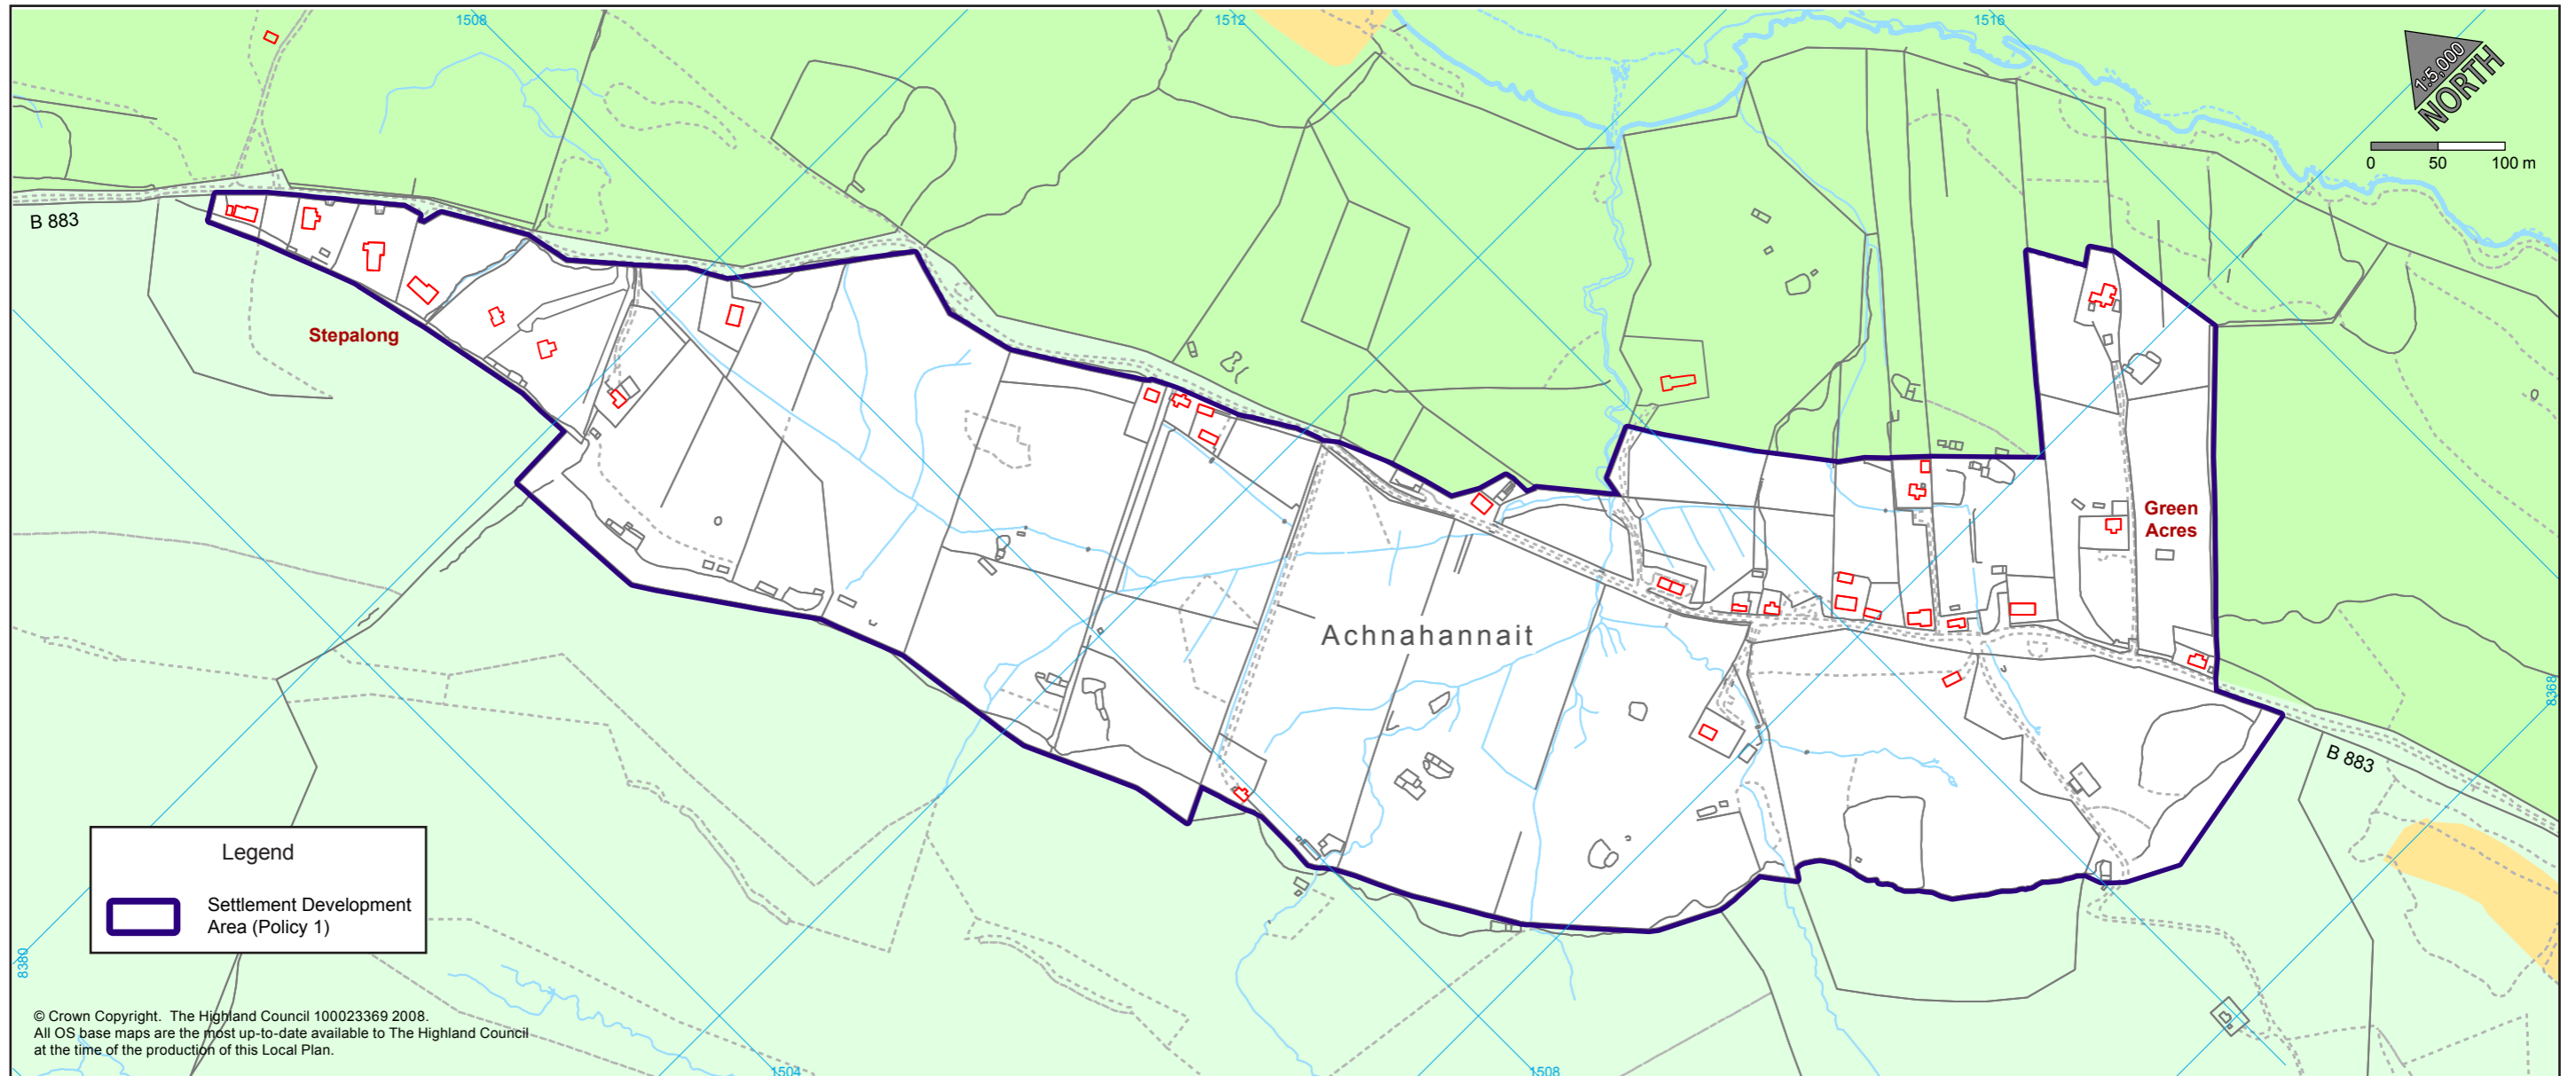 1508
1512
1516
1:5,000
NORTH
0 50 100 m
B 883
Stepalong
Green
Acres
Achnahannait
8368
B 883
Legend
Settlement Development
Area (Policy 1)
8380
© Crown Copyright. The Highland Council 100023369 2008.
All OS base maps are the most up-to-date available to The Highland Council
at the time of the production of this Local Plan.
1504
1508